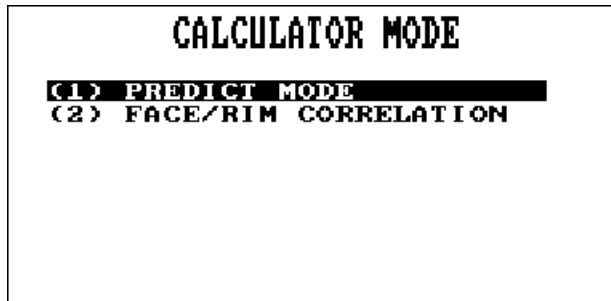 CALCULATOR MODE
(1) PREDICT MODE
(2) FACE/RIM CORRELATION